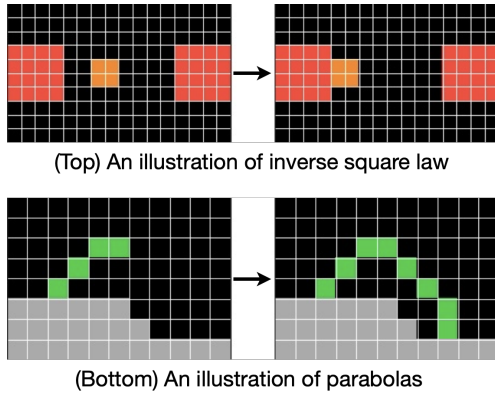 (Top) An illustration of inverse square law
(Bottom) An illustration of parabolas